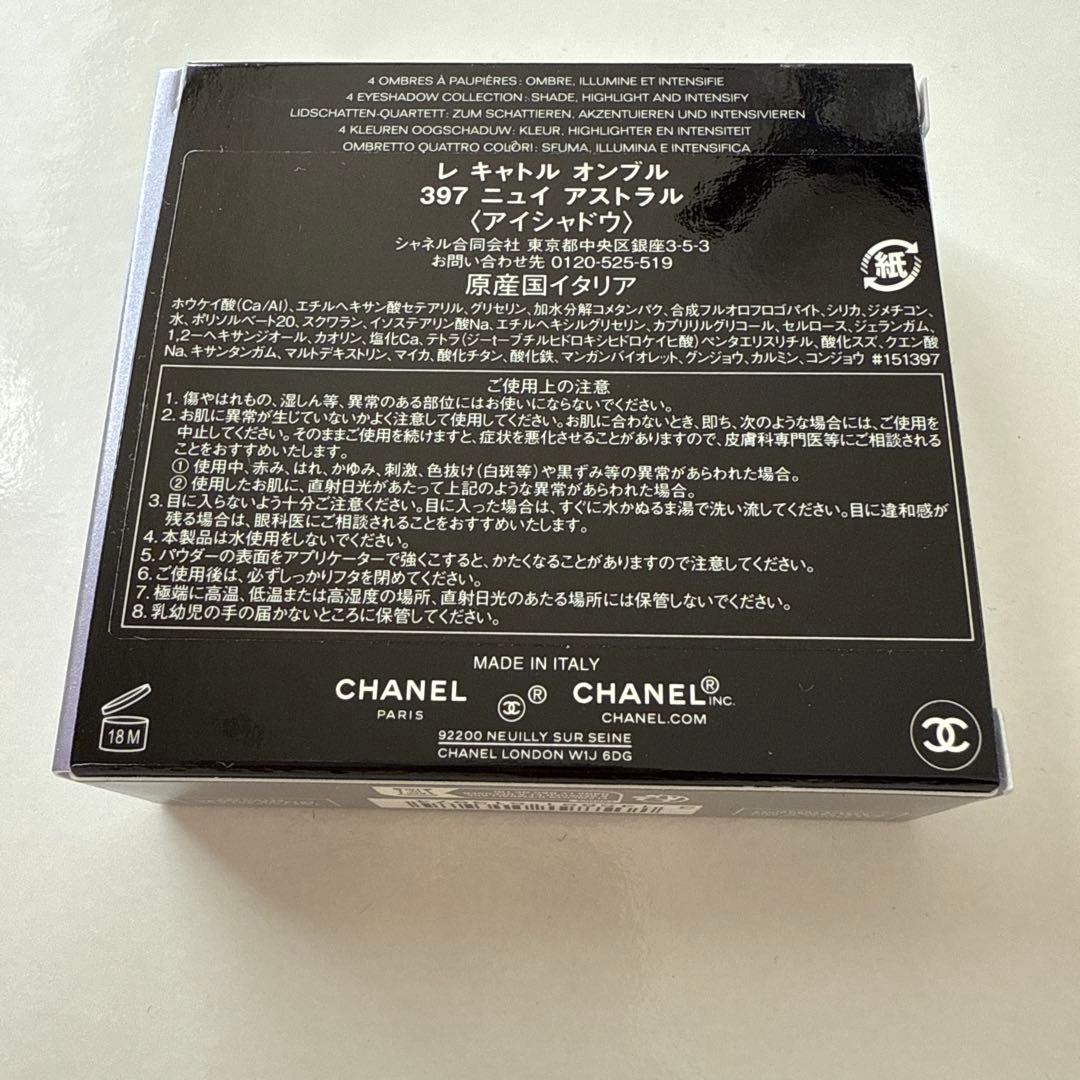 4 OMBRES À PAUPIÈRES : OMBRE, ILLUMINE ET INTENSIFIE
4 EYESHADOW COLLECTION : SHADE, HIGHLIGHT AND INTENSIFY
LIDSCHATTEN-QUARTETT : ZUM SCHATTIEREN, AKZENTUIEREN UND INTENSIVIEREN
4 KLEUREN OOGSCHADUW : KLEUR, HIGHLIGHTER EN INTENSITEIT
OMBRETTO QUATTRO COLORI : SFUMA, ILLUMINA E INTENSIFICA
レ キャトル オンブル
397 ニュイ アストラル
〈アイシャドウ〉
シャネル合同会社 東京都中央区銀座3-5-3
お問い合わせ先 0120-525-519
原産国イタリア
紙
ホウケイ酸(Ca/Al)、エチルヘキサン酸セテアリル、グリセリン、加水分解コメタンパク、合成フルオロフロゴパイト、シリカ、ジメチコン、
水、ポリソルベート20、スクワラン、イソステアリン酸Na、エチルヘキシルグリセリン、カプリリルグリコール、セルロース、ジェランガム、
1,2-ヘキサンジオール、カオリン、塩化Ca、テトラ(ジ-t-ブチルヒドロキシヒドロケイヒ酸)ペンタエリスリチル、酸化スズ、クエン酸
Na、キサンタンガム、マルトデキストリン、マイカ、酸化チタン、酸化鉄、マンガンバイオレット、グンジョウ、カルミン、コンジョウ #151397
ご使用上の注意
1. 傷やはれもの、湿しん等、異常のある部位にはお使いにならないでください。
2. お肌に異常が生じていないかよく注意して使用してください。お肌に合わないとき、即ち、次のような場合には、ご使用を
中止してください。そのままご使用を続けますと、症状を悪化させることがありますので、皮膚科専門医等にご相談される
ことをおすすめいたします。
① 使用中、赤み、はれ、かゆみ、刺激、色抜け(白斑等)や黒ずみ等の異常があらわれた場合。
② 使用したお肌に、直射日光があたって上記のような異常があらわれた場合。
3. 目に入らないよう十分ご注意ください。目に入った場合は、すぐに水かぬるま湯で洗い流してください。目に違和感が
残る場合は、眼科医にご相談されることをおすすめいたします。
4. 本製品は水使用をしないでください。
5. パウダーの表面をアプリケーターで強くこすると、かたくなることがありますので注意してください。
6. ご使用後は、必ずしっかりフタを閉めてください。
7. 極端に高温、低温または高湿度の場所、直射日光のあたる場所には保管しないでください。
8. 乳幼児の手の届かないところに保管してください。
MADE IN ITALY
CHANEL ® CHANEL® INC.
PARIS CHANEL.COM
18 M
92200 NEUILLY SUR SEINE
CHANEL LONDON W1J 6DG